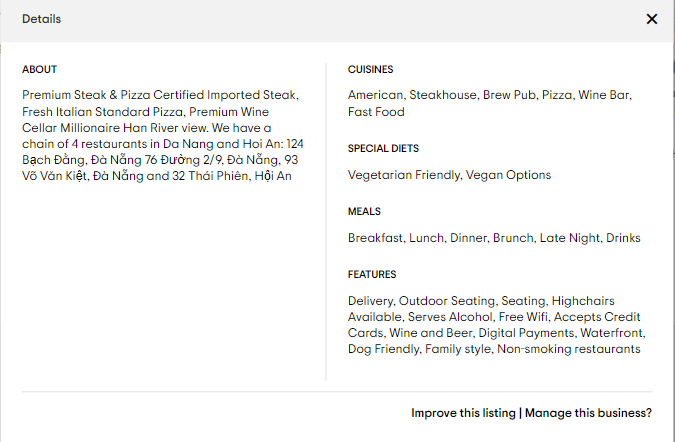 Details
ABOUT
Premium Steak & Pizza Certified Imported Steak,
Fresh Italian Standard Pizza, Premium Wine
Cellar Millionaire Han River view. We have a
chain of 4 restaurants in Da Nang and Hoi An: 124
Bạch Đằng, Đà Nẵng 76 Đường 2/9, Đà Nẵng, 93
Võ Văn Kiệt, Đà Nẵng and 32 Thái Phiên, Hội An
CUISINES
American, Steakhouse, Brew Pub, Pizza, Wine Bar,
Fast Food
SPECIAL DIETS
Vegetarian Friendly, Vegan Options
MEALS
Breakfast, Lunch, Dinner, Brunch, Late Night, Drinks
FEATURES
Delivery, Outdoor Seating, Seating, Highchairs
Available, Serves Alcohol, Free Wifi, Accepts Credit
Cards, Wine and Beer, Digital Payments, Waterfront,
Dog Friendly, Family style, Non-smoking restaurants
Improve this listing | Manage this business?